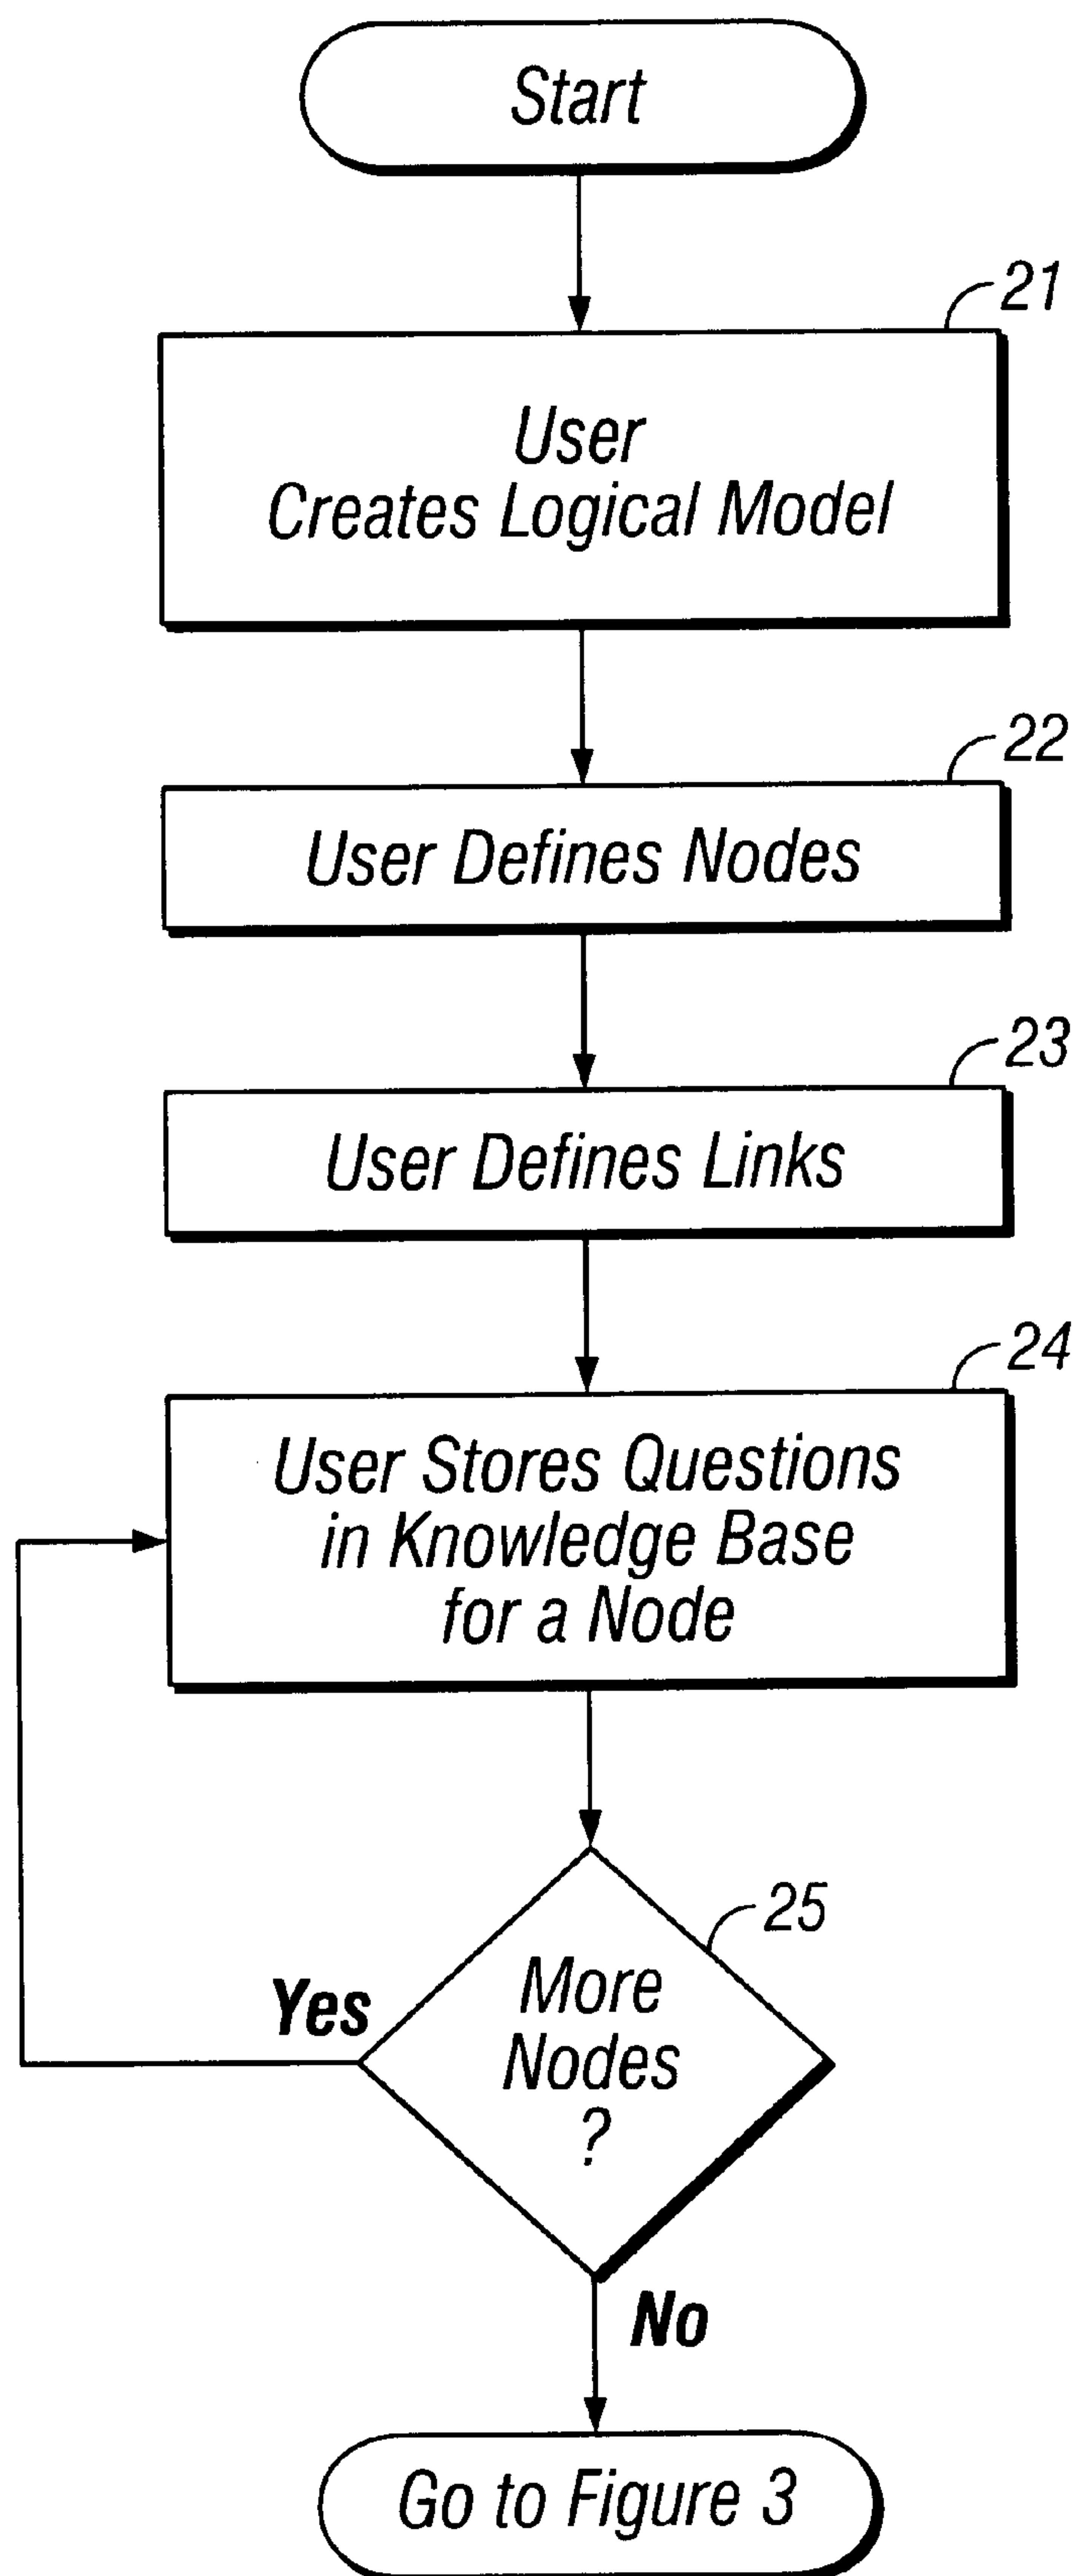 Start
21
User
Creates Logical Model
22
User Defines Nodes
23
User Defines Links
24
User Stores Questions
in Knowledge Base
for a Node
25
More
Nodes
?
Yes
No
Go to Figure 3